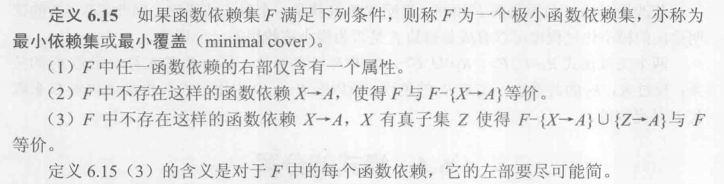 定义 6.15 如果函数依赖集 F 满足下列条件，则称 F 为一个极小函数依赖集，亦称为
最小依赖集或最小覆盖（minimal cover）。
（1）F 中任一函数依赖的右部仅含有一个属性。
（2）F 中不存在这样的函数依赖 X→A，使得 F 与 F-{X→A}等价。
（3）F 中不存在这样的函数依赖 X→A，X 有真子集 Z 使得 F-{X→A}∪{Z→A}与 F
等价。
定义 6.15（3）的含义是对于 F 中的每个函数依赖，它的左部要尽可能简。